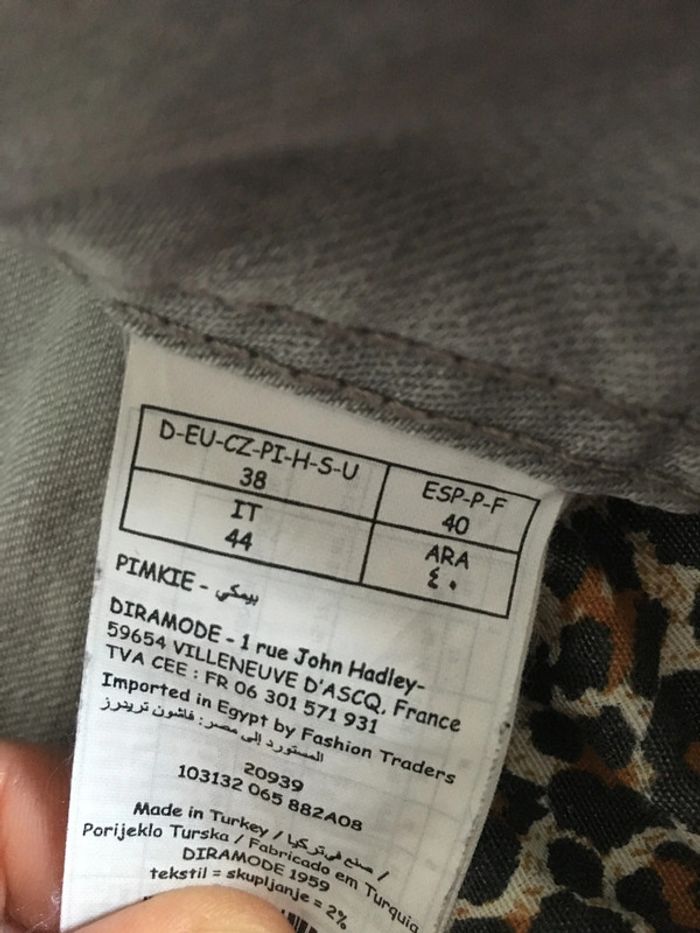 D-EU-CZ-PI-H-S-U
38
ESP-P-F
40
IT
44
ARA
٤٠
PIMKIE - بيمكي
DIRAMODE - 1 rue John Hadley-
59654 VILLENEUVE D'ASCQ, France
TVA CEE : FR 06 301 571 931
Imported in Egypt by Fashion Traders
المستورد إلى مصر: فاشون تريدرز
20939
103132 065 882A08
Made in Turkey / صنع في تركيا /
Porijeklo Turska / Fabricado em Turquia
DIRAMODE 1959
tekstil = skupljanje = 2%